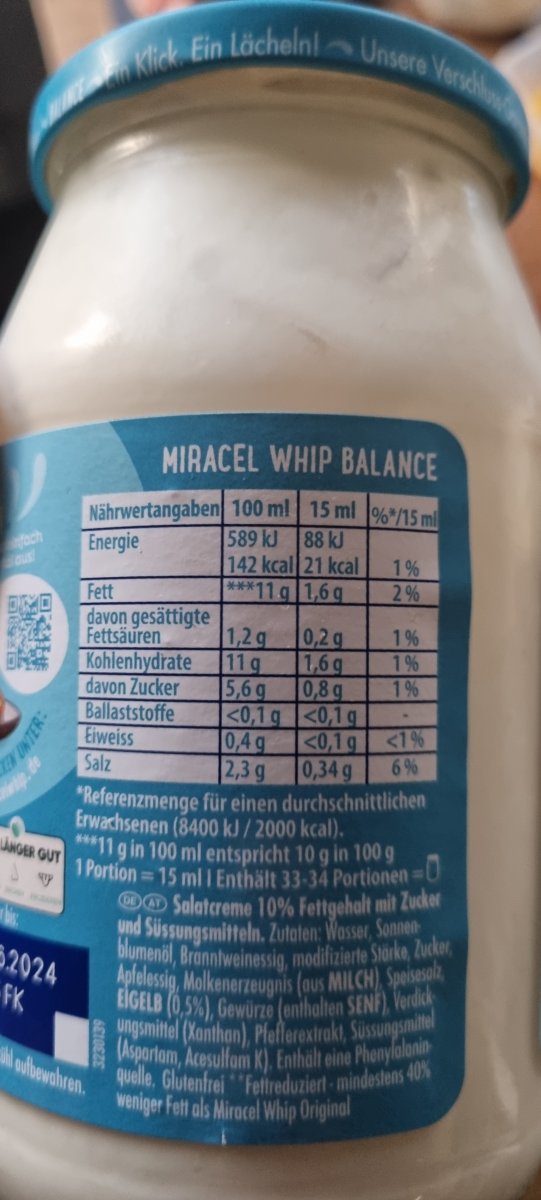 BALANCE Ein Klick. Ein Lächeln! Unsere
MIRACEL WHIP BALANCE
Nährwertangaben 100 ml 15 ml %*/15 ml
Energie 589 kJ 88 kJ
142 kcal 21 kcal 1%
Fett ***11 g 1,6 g 2%
davon gesättigte
Fettsäuren 1,2 g 0,2 g 1%
Kohlenhydrate 11 g 1,6 g 1%
davon Zucker 5,6 g 0,8 g 1%
Ballaststoffe <0,1 g <0,1 g -
Eiweiss 0,4 g <0,1 g <1%
Salz 2,3 g 0,34 g 6%
*Referenzmenge für einen durchschnittlichen
Erwachsenen (8400 kJ / 2000 kcal).
***11 g in 100 ml entspricht 10 g in 100 g
1 Portion = 15 ml I Enthält 33-34 Portionen =
DE AT Salatcreme 10% Fettgehalt mit Zucker
und Süssungsmitteln. Zutaten: Wasser, Sonnen-
blumenöl, Branntweinessig, modifizierte Stärke, Zucker,
Apfelessig, Molkenerzeugnis (aus MILCH), Speisesalz,
EIGELB (0,5%), Gewürze (enthalten SENF), Verdick-
ungsmittel (Xanthan), Pfefferextrakt, Süssungsmittel
(Aspartam, Acesulfam K). Enthält eine Phenylalanin-
quelle. Glutenfrei **Fettreduziert - mindestens 40%
weniger Fett als Miracel Whip Original
3230139
UNTER:
LÄNGER GUT
bis:
.2024
FK
aufbewahren.